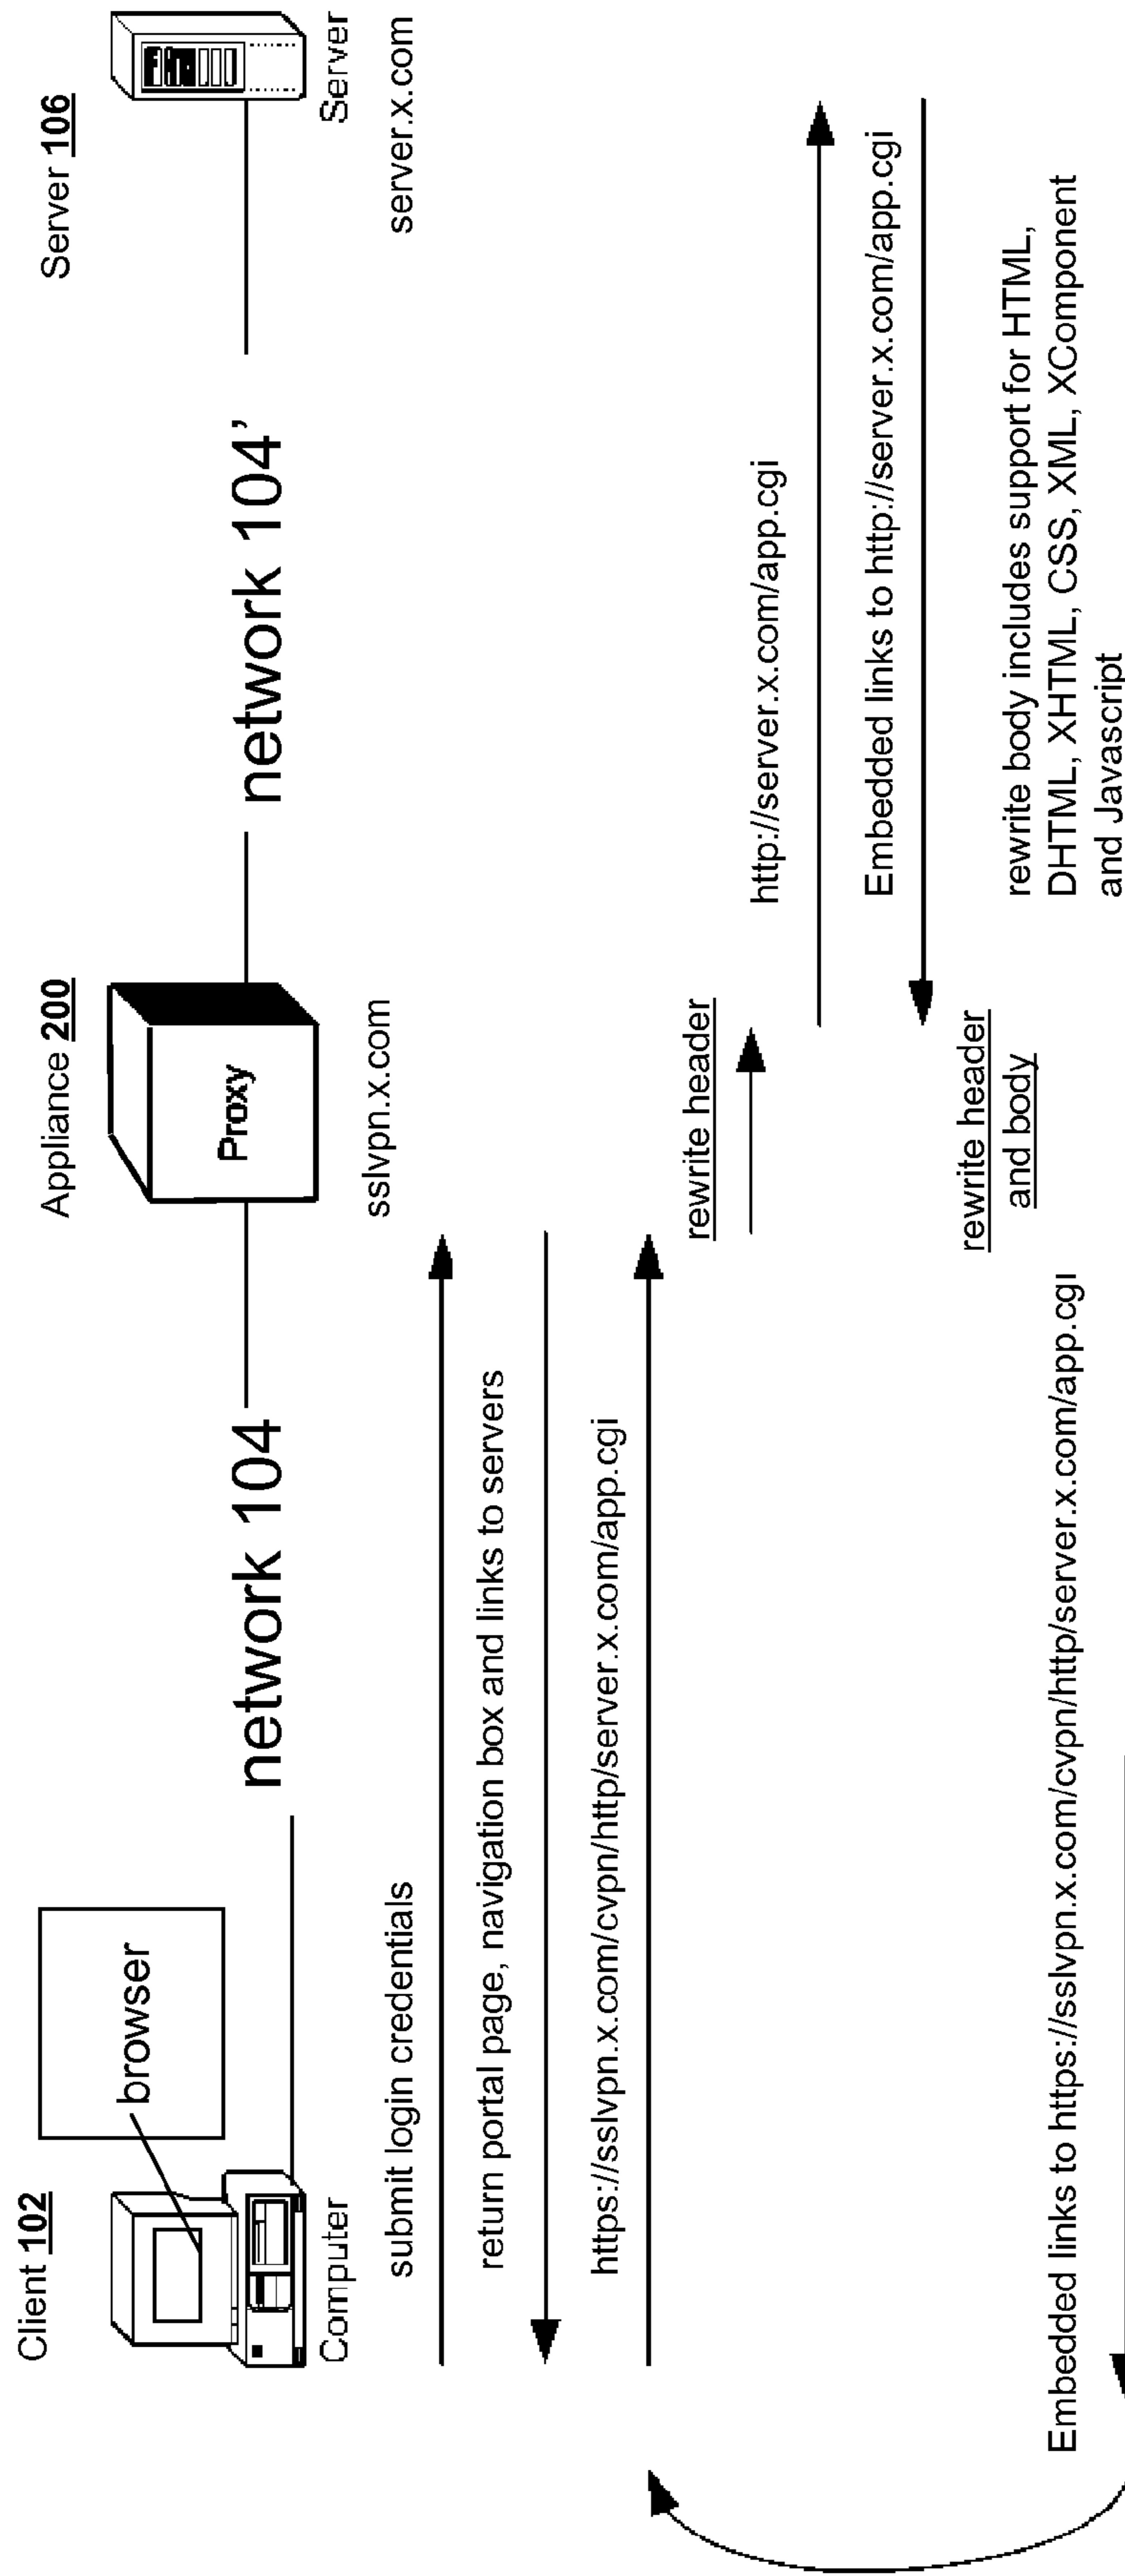 Client 102
Appliance 200
Server 106
browser
Proxy
network 104
network 104’
Computer
sslvpn.x.com
Server
server.x.com
submit login credentials
return portal page, navigation box and links to servers
https://sslvpn.x.com/cvpn/http/server.x.com/app.cgi
rewrite header
http://server.x.com/app.cgi
Embedded links to http://server.x.com/app.cgi
rewrite header
and body
rewrite body includes support for HTML,
DHTML, XHTML, CSS, XML, XComponent
and Javascript
Embedded links to https://sslvpn.x.com/cvpn/http/server.x.com/app.cgi